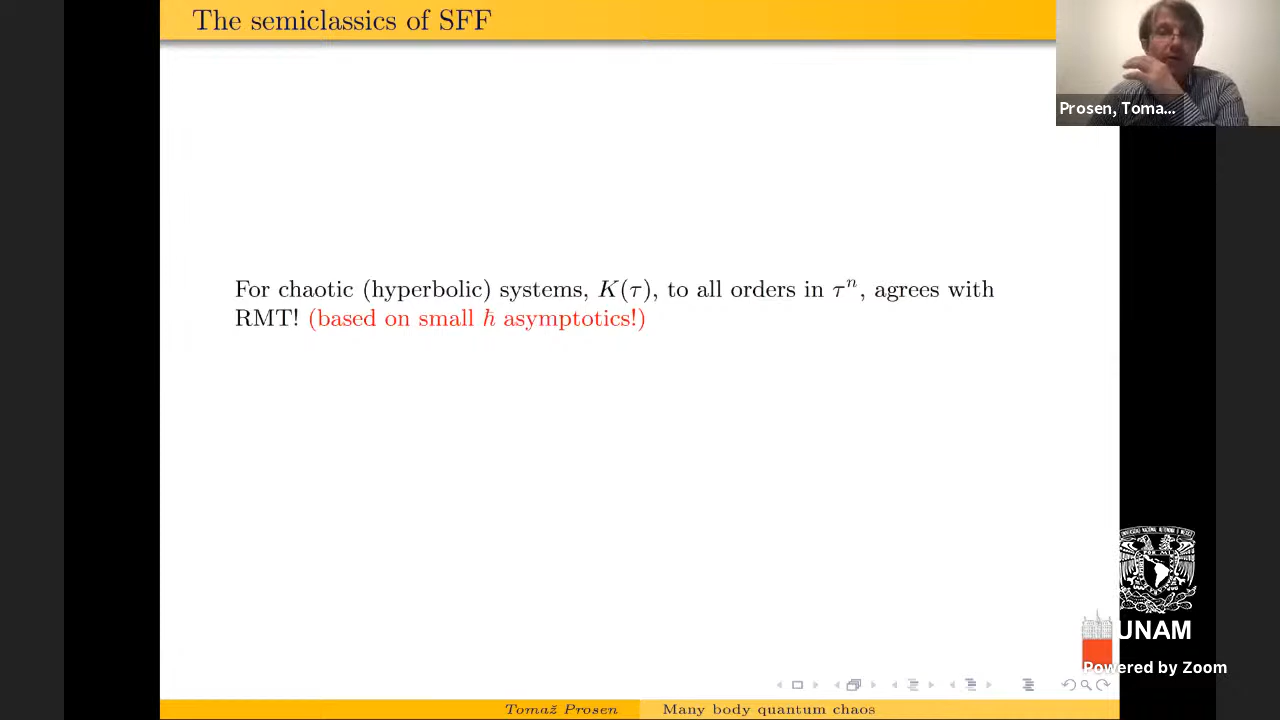 The semiclassics of SFF
Prosen, Toma...
For chaotic (hyperbolic) systems, K(τ), to all orders in τⁿ, agrees with
RMT! (based on small ℏ asymptotics!)
UNAM
Powered by Zoom
Tomaž Prosen Many body quantum chaos